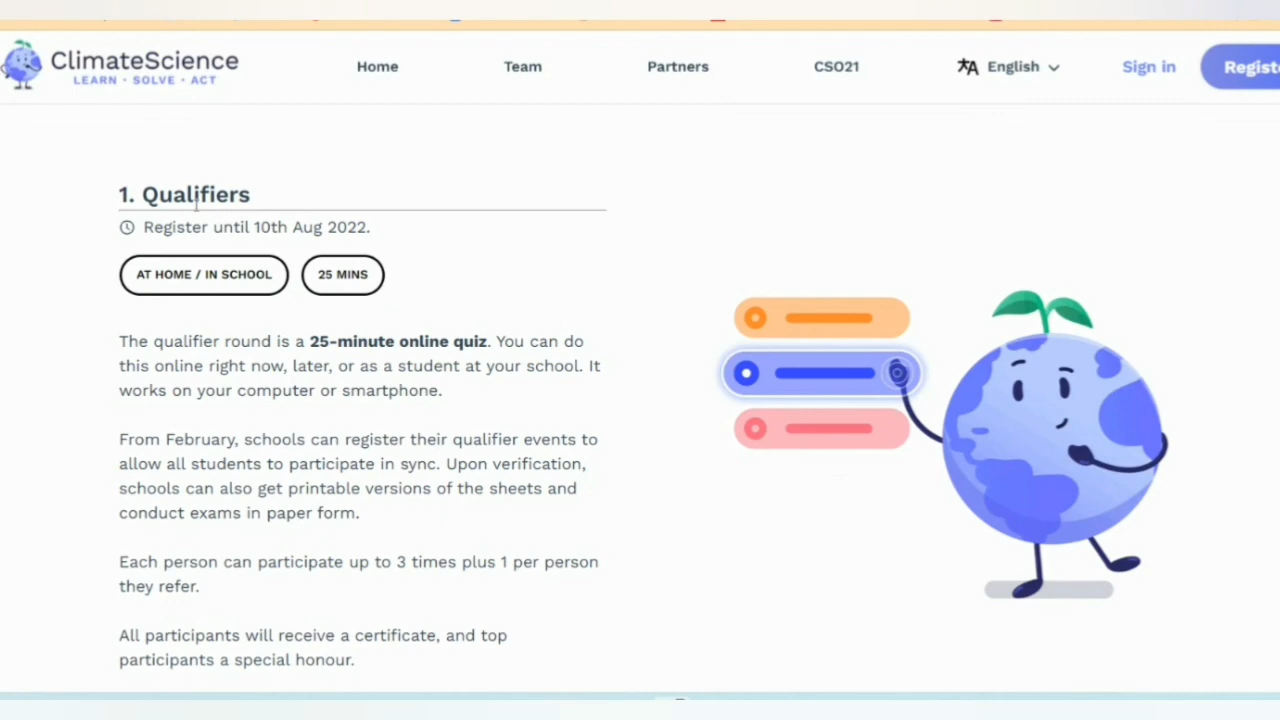 ClimateScience
LEARN · SOLVE · ACT
Home
Team
Partners
CSO21
English
Sign in
1. Qualifiers
Register until 10th Aug 2022.
AT HOME / IN SCHOOL
25 MINS
The qualifier round is a 25-minute online quiz. You can do
this online right now, later, or as a student at your school. It
works on your computer or smartphone.
From February, schools can register their qualifier events to
allow all students to participate in sync. Upon verification,
schools can also get printable versions of the sheets and
conduct exams in paper form.
Each person can participate up to 3 times plus 1 per person
they refer.
All participants will receive a certificate, and top
participants a special honour.